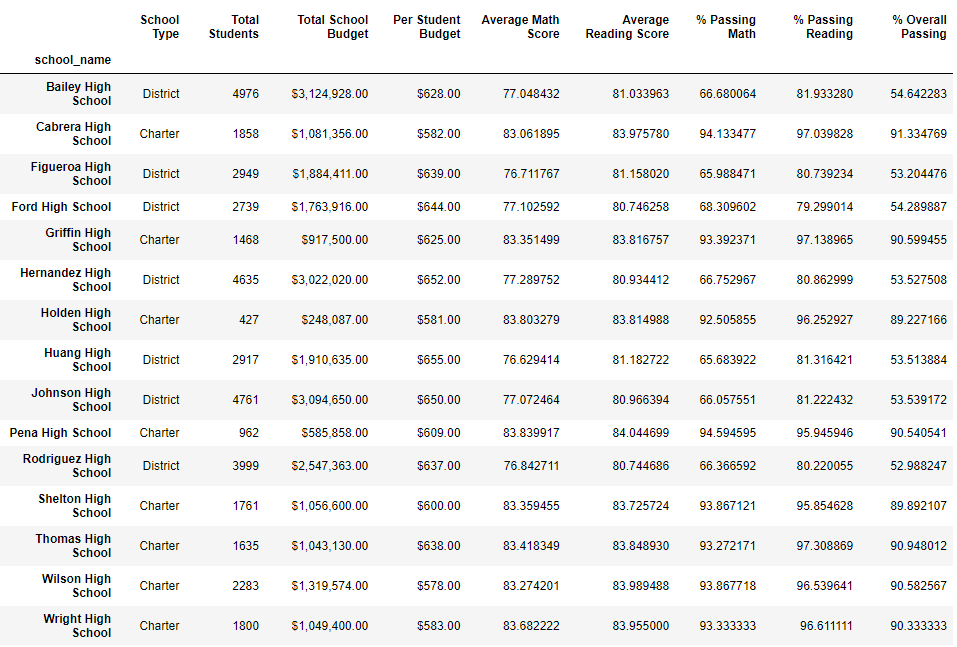 School Type Total Students Total School Budget Per Student Budget Average Math Score Average Reading Score % Passing Math % Passing Reading % Overall Passing
school_name
Bailey High School District 4976 $3,124,928.00 $628.00 77.048432 81.033963 66.680064 81.933280 54.642283
Cabrera High School Charter 1858 $1,081,356.00 $582.00 83.061895 83.975780 94.133477 97.039828 91.334769
Figueroa High School District 2949 $1,884,411.00 $639.00 76.711767 81.158020 65.988471 80.739234 53.204476
Ford High School District 2739 $1,763,916.00 $644.00 77.102592 80.746258 68.309602 79.299014 54.289887
Griffin High School Charter 1468 $917,500.00 $625.00 83.351499 83.816757 93.392371 97.138965 90.599455
Hernandez High School District 4635 $3,022,020.00 $652.00 77.289752 80.934412 66.752967 80.862999 53.527508
Holden High School Charter 427 $248,087.00 $581.00 83.803279 83.814988 92.505855 96.252927 89.227166
Huang High School District 2917 $1,910,635.00 $655.00 76.629414 81.182722 65.683922 81.316421 53.513884
Johnson High School District 4761 $3,094,650.00 $650.00 77.072464 80.966394 66.057551 81.222432 53.539172
Pena High School Charter 962 $585,858.00 $609.00 83.839917 84.044699 94.594595 95.945946 90.540541
Rodriguez High School District 3999 $2,547,363.00 $637.00 76.842711 80.744686 66.366592 80.220055 52.988247
Shelton High School Charter 1761 $1,056,600.00 $600.00 83.359455 83.725724 93.867121 95.854628 89.892107
Thomas High School Charter 1635 $1,043,130.00 $638.00 83.418349 83.848930 93.272171 97.308869 90.948012
Wilson High School Charter 2283 $1,319,574.00 $578.00 83.274201 83.989488 93.867718 96.539641 90.582567
Wright High School Charter 1800 $1,049,400.00 $583.00 83.682222 83.955000 93.333333 96.611111 90.333333